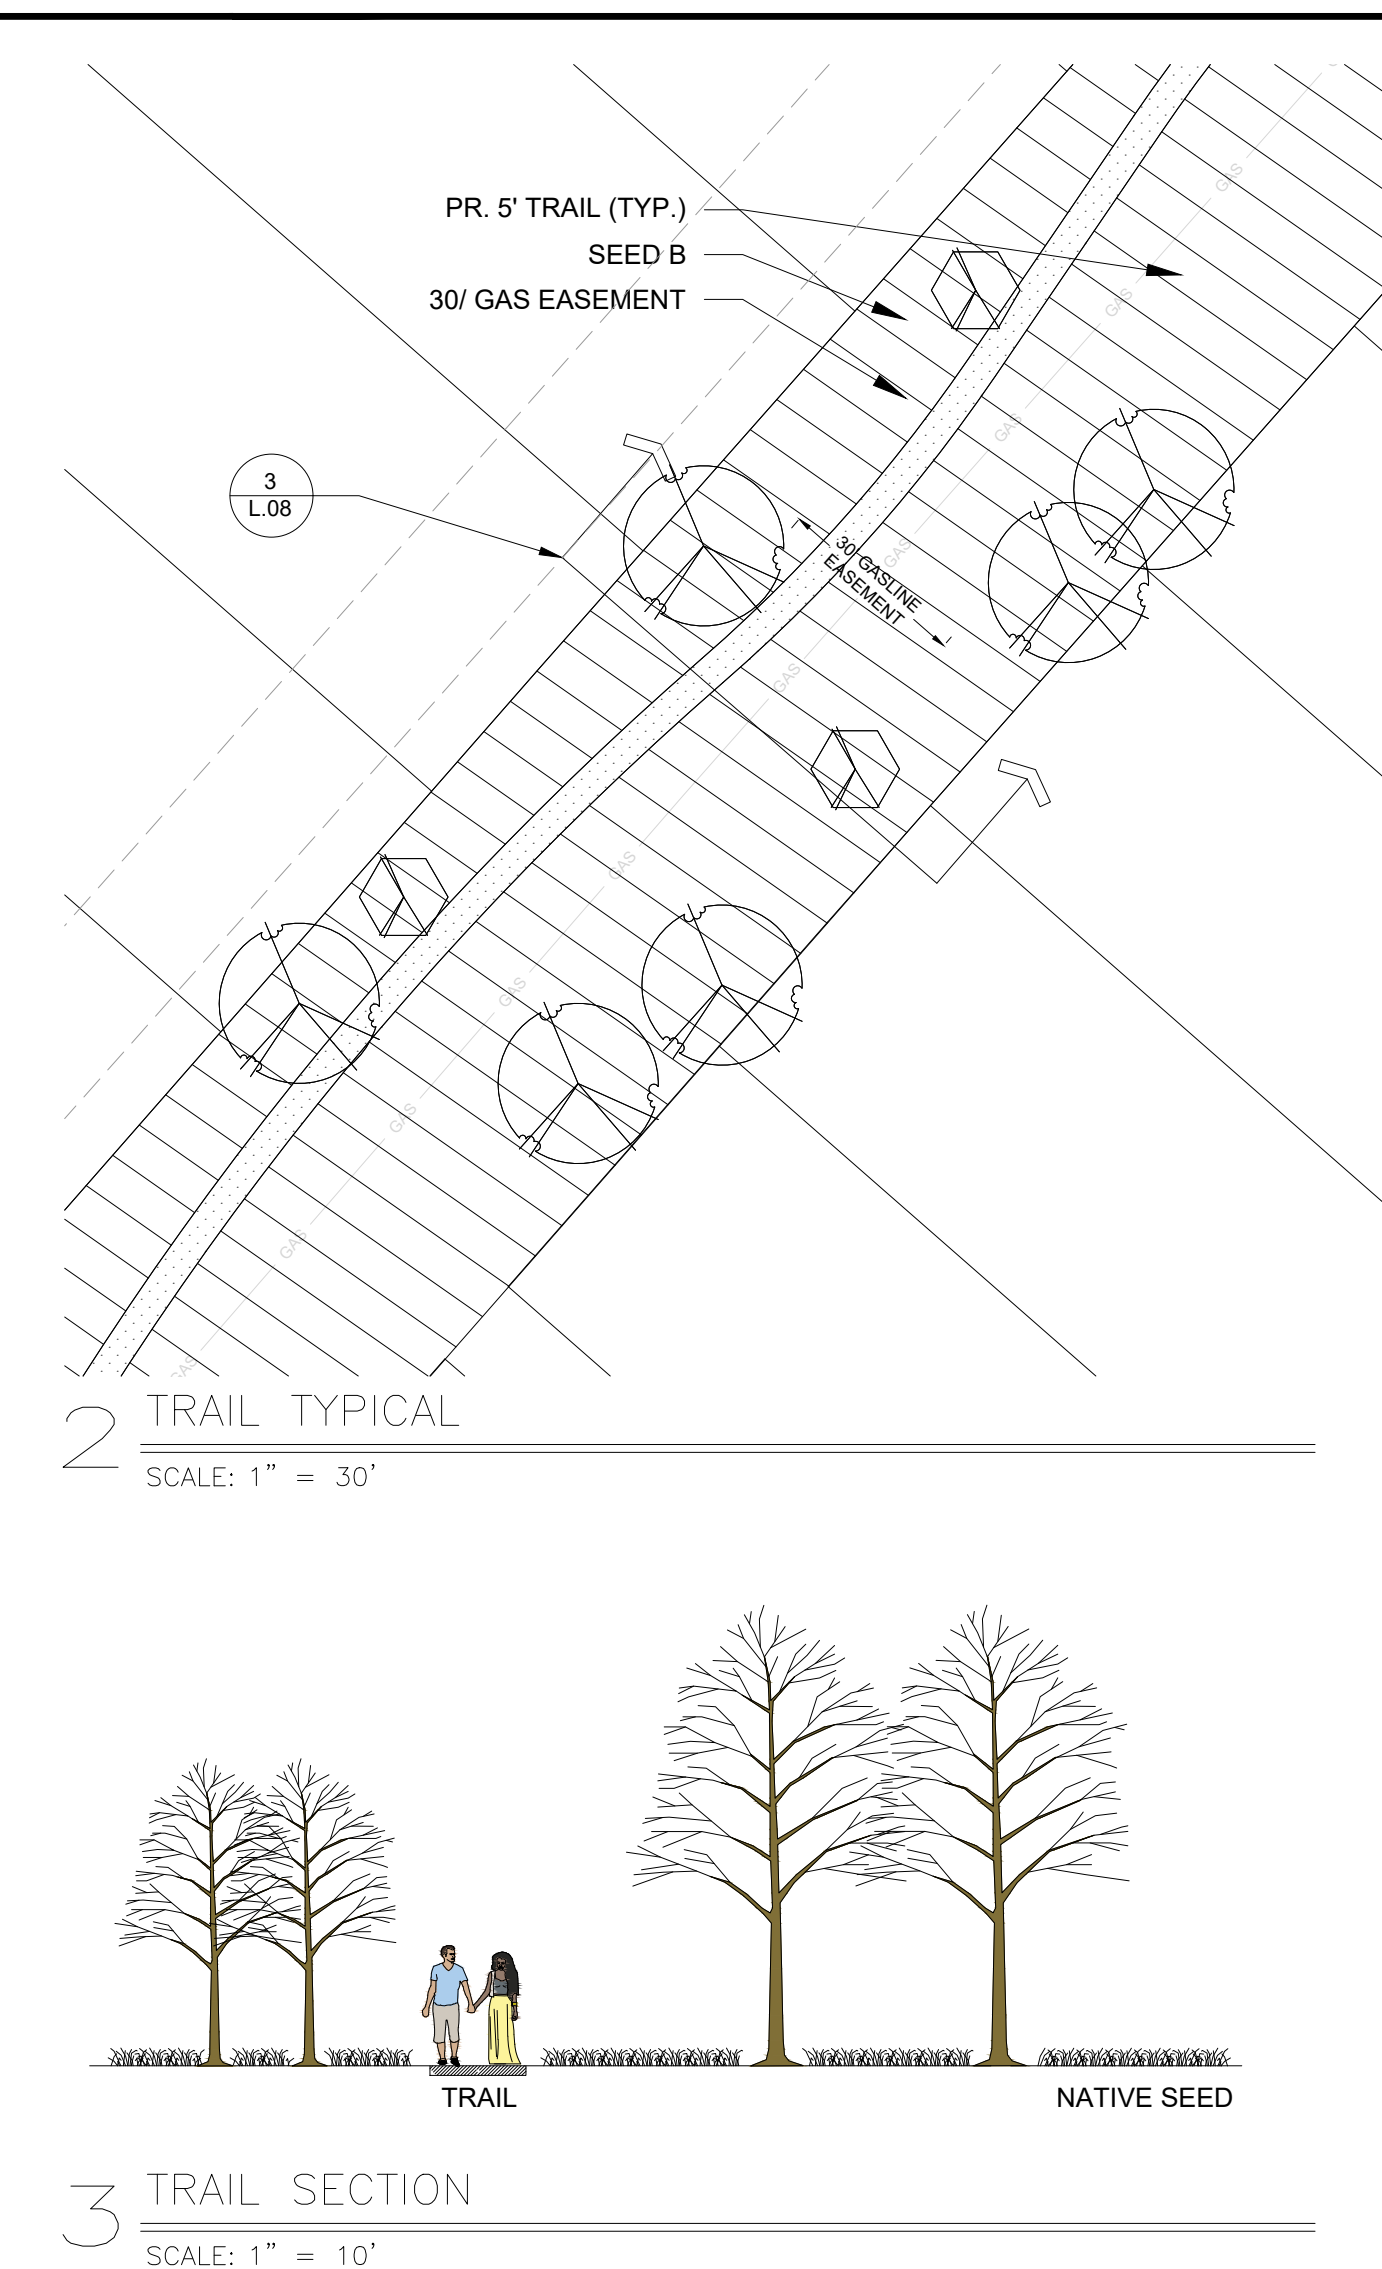 PR. 5' TRAIL (TYP.)
SEED B
30/ GAS EASEMENT
3
L.08
30' GASLINE
EASEMENT
GAS
GAS
GAS
GAS
GAS
GAS
GAS
GAS
GAS
GAS
2
TRAIL TYPICAL
SCALE: 1" = 30'
TRAIL
NATIVE SEED
3
TRAIL SECTION
SCALE: 1" = 10'